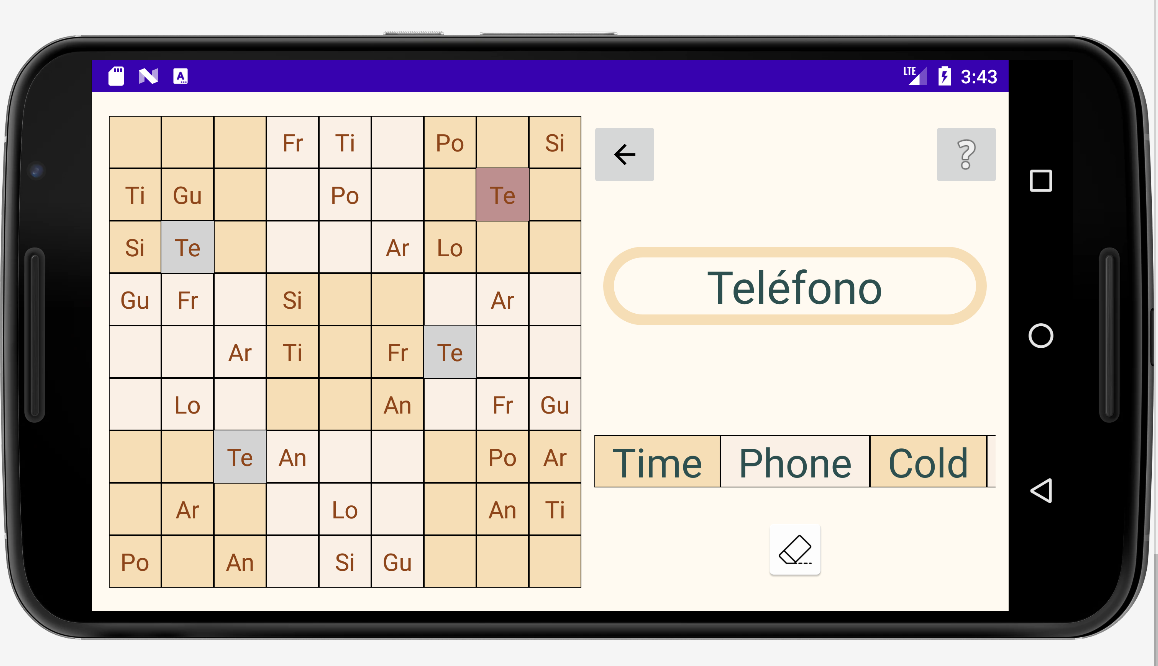 LTE 3:43
Fr Ti Po Si
Ti Gu Po Te
Si Te Ar Lo
Gu Fr Si Ar
Ar Ti Fr Te
Lo An Fr Gu
Te An Po Ar
Ar Lo An Ti
Po An Si Gu
?
Teléfono
Time Phone Cold